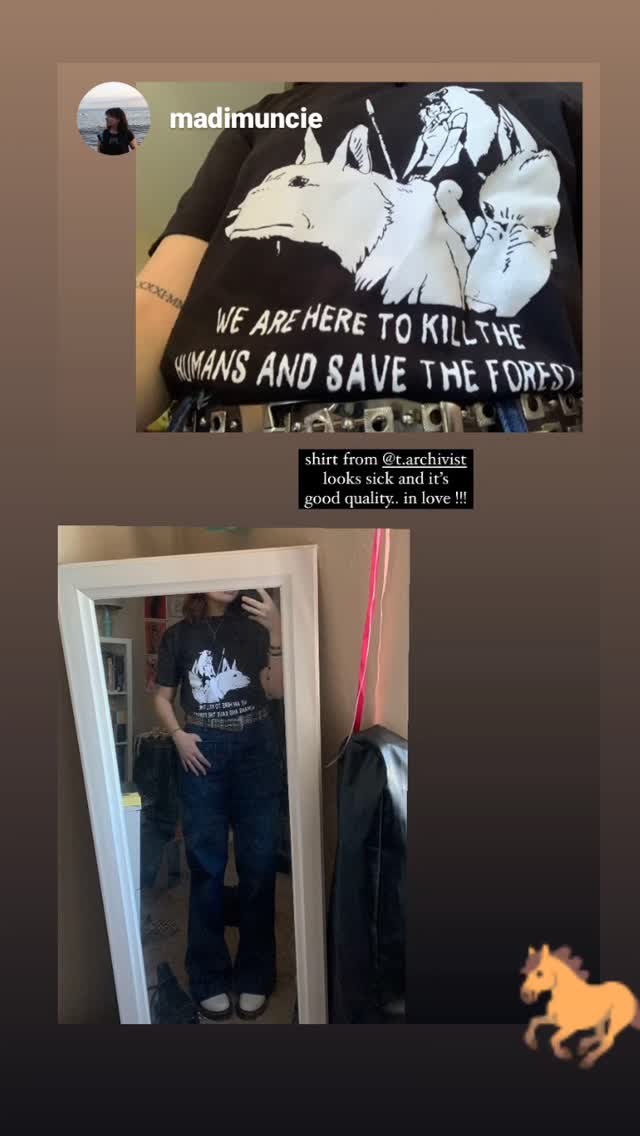 madimuncie
WE ARE HERE TO KILL THE
HUMANS AND SAVE THE FOREST
shirt from @t.archivist
looks sick and it's
good quality.. in love !!!